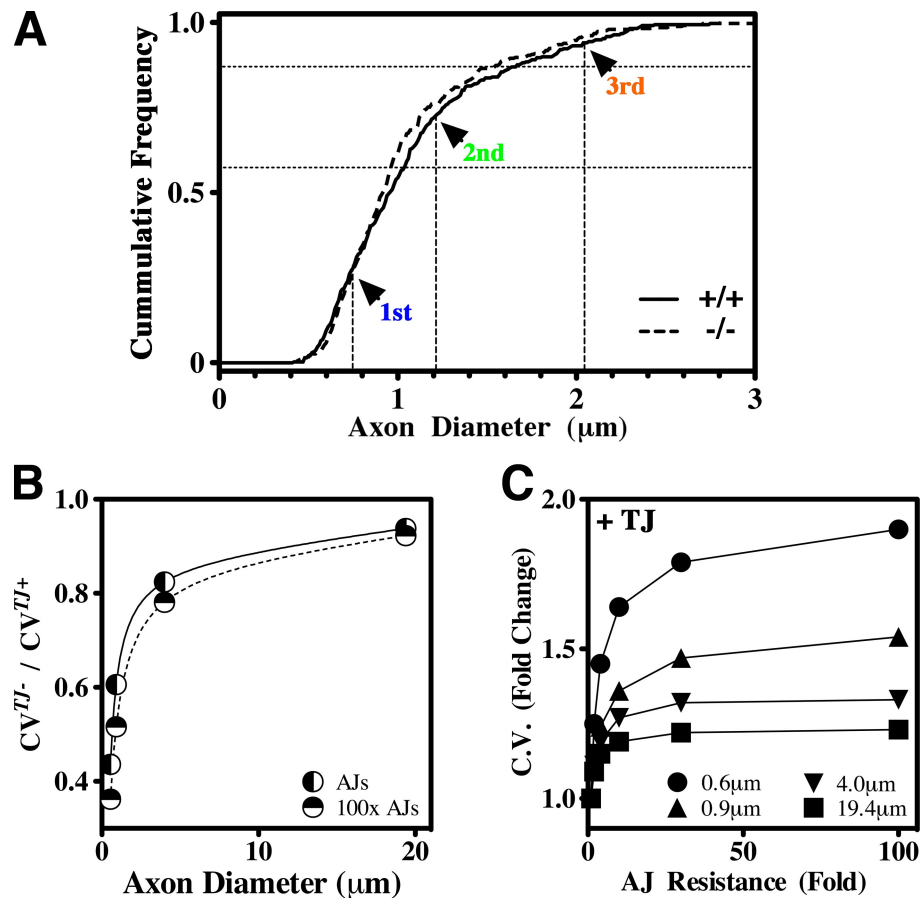 A
Cummulative Frequency
1.0
0.5
0
1st
2nd
3rd
+/+
-/-
0
1
2
3
Axon Diameter (μm)
B
CV^TJ- / CV^TJ+
1.0
0.8
0.6
0.4
AJs
100x AJs
0
10
20
Axon Diameter (μm)
C
C.V. (Fold Change)
2.0
1.5
1.0
+ TJ
0.6μm
4.0μm
0.9μm
19.4μm
0
50
100
AJ Resistance (Fold)